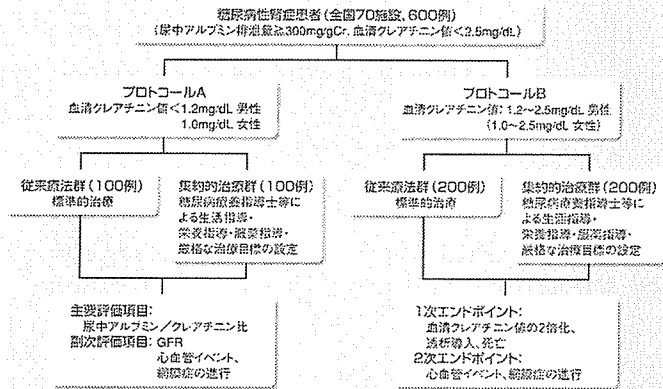 糖尿病性腎症患者（全国70施設、600例）
（尿中アルブミン排泄量≧300mg/gCr、血清クレアチニン値＜2.5mg/dL）
プロトコールA
血清クレアチニン値＜1.2mg/dL 男性
1.0mg/dL 女性
プロトコールB
血清クレアチニン値：1.2〜2.5mg/dL 男性
（1.0〜2.5mg/dL 女性）
従来療法群（100例）
標準的治療
集約的治療群（100例）
糖尿病療養指導士等
による生活指導・
栄養指導・服薬指導・
厳格な治療目標の設定
従来療法群（200例）
標準的治療
集約的治療群（200例）
糖尿病療養指導士等
による生活指導・
栄養指導・服薬指導・
厳格な治療目標の設定
主要評価項目：
尿中アルブミン／クレアチニン比
副次評価項目：GFR
心血管イベント、
網膜症の進行
1次エンドポイント：
血清クレアチニン値の2倍化、
透析導入、死亡
2次エンドポイント：
心血管イベント、網膜症の進行